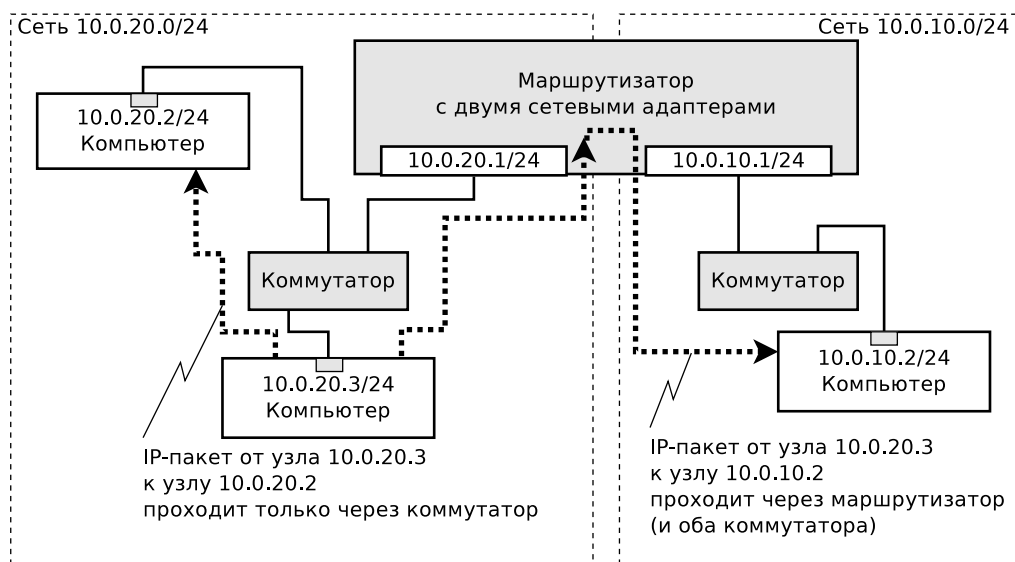 Сеть 10.0.20.0/24
Сеть 10.0.10.0/24
Маршрутизатор
с двумя сетевыми адаптерами
10.0.20.2/24
Компьютер
10.0.20.1/24
10.0.10.1/24
Коммутатор
Коммутатор
10.0.20.3/24
Компьютер
10.0.10.2/24
Компьютер
IP-пакет от узла 10.0.20.3
к узлу 10.0.20.2
проходит только через коммутатор
IP-пакет от узла 10.0.20.3
к узлу 10.0.10.2
проходит через маршрутизатор
(и оба коммутатора)